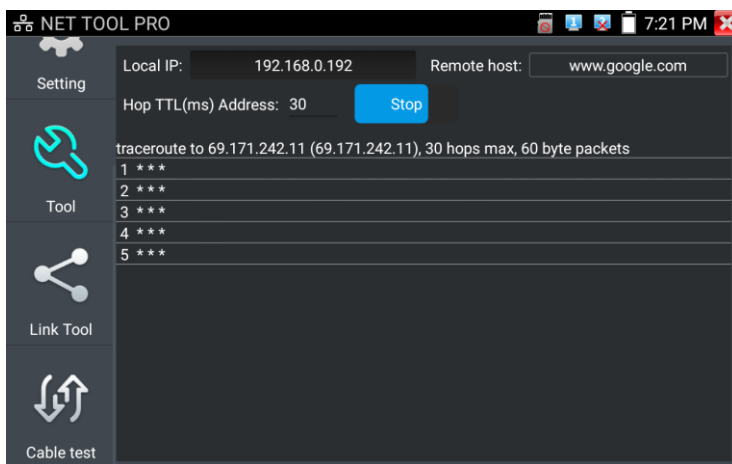 NET TOOL PRO
7:21 PM
Setting
Tool
Link Tool
Cable test
Local IP: 192.168.0.192 Remote host: www.google.com
Hop TTL(ms) Address: 30 Stop
traceroute to 69.171.242.11 (69.171.242.11), 30 hops max, 60 byte packets
1 * * *
2 * * *
3 * * *
4 * * *
5 * * *